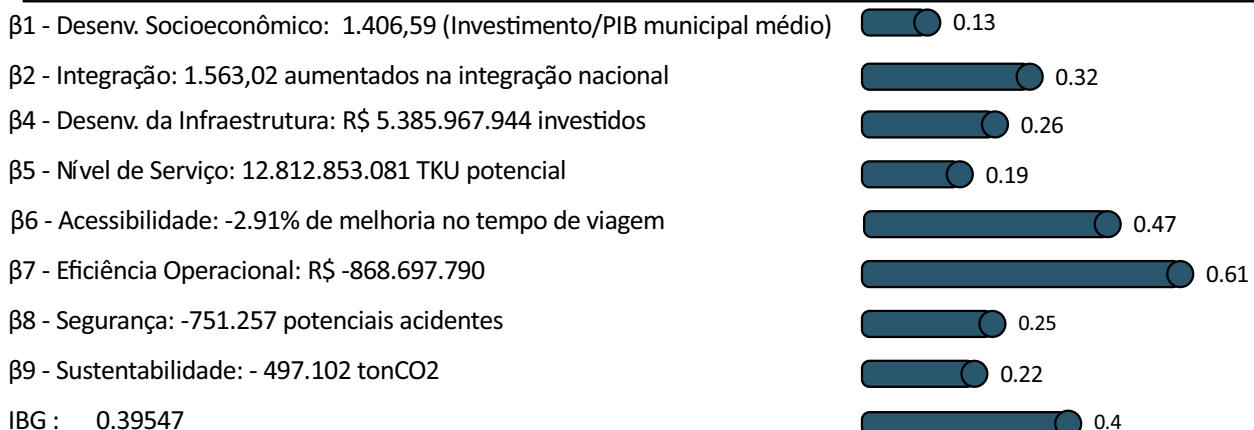 β1 - Desenv. Socioeconômico: 1.406,59 (Investimento/PIB municipal médio) 0.13
β2 - Integração: 1.563,02 aumentados na integração nacional 0.32
β4 - Desenv. da Infraestrutura: R$ 5.385.967.944 investidos 0.26
β5 - Nível de Serviço: 12.812.853.081 TKU potencial 0.19
β6 - Acessibilidade: -2.91% de melhoria no tempo de viagem 0.47
β7 - Eficiência Operacional: R$ -868.697.790 0.61
β8 - Segurança: -751.257 potenciais acidentes 0.25
β9 - Sustentabilidade: - 497.102 tonCO2 0.22
IBG : 0.39547 0.4